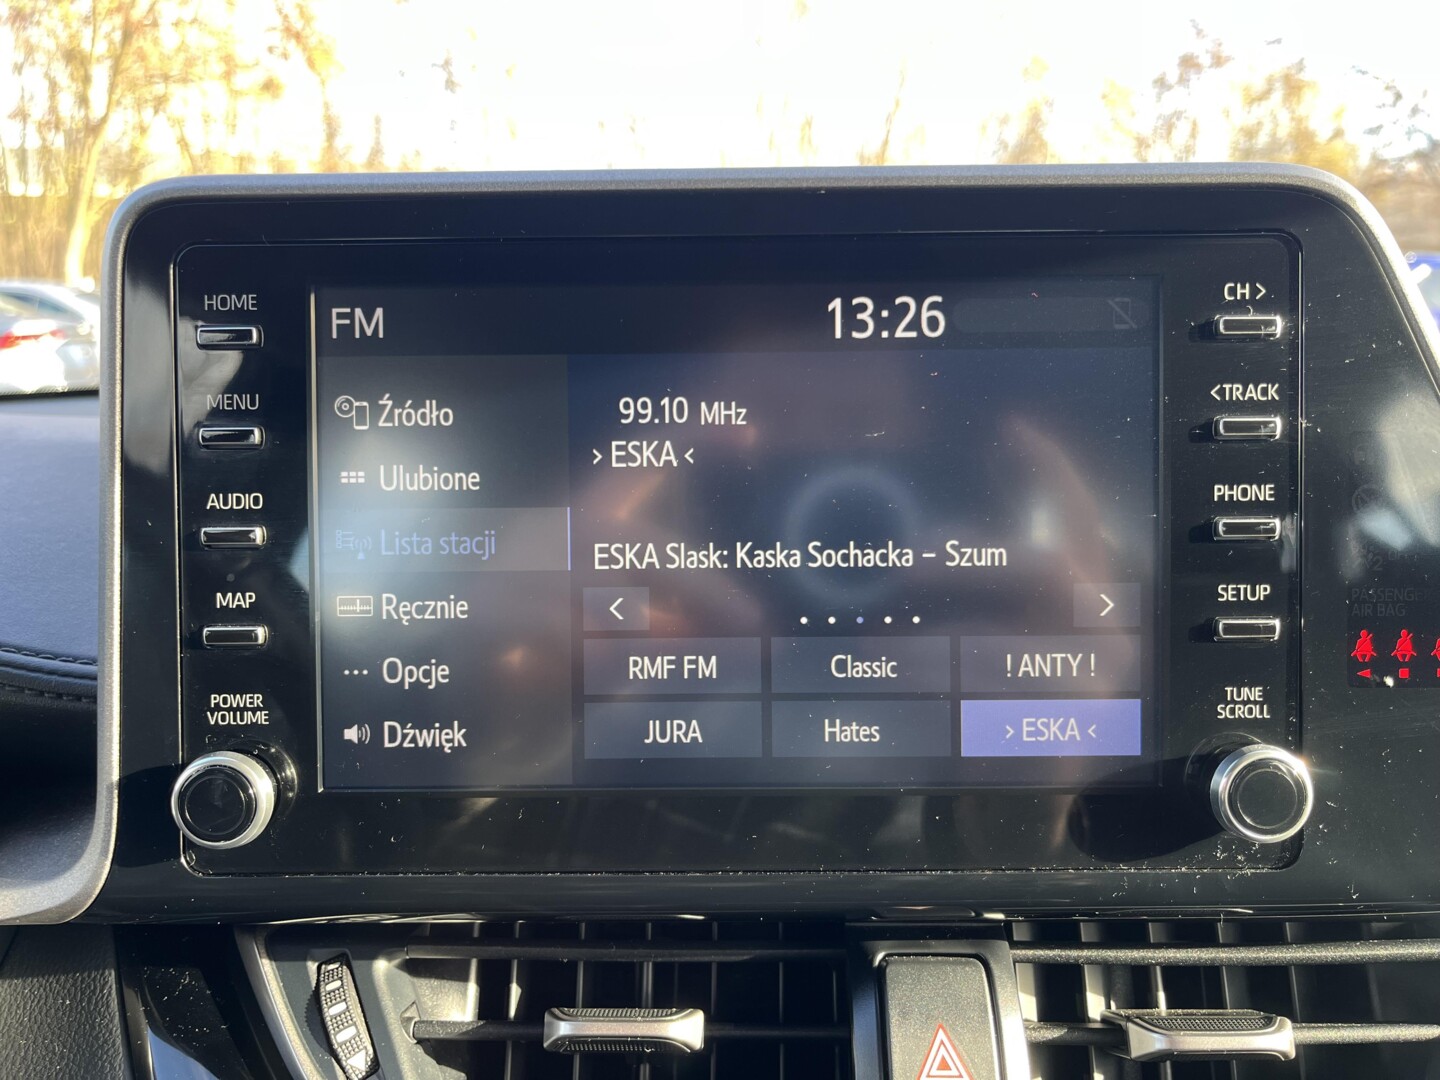 HOME
MENU
AUDIO
MAP
POWER
VOLUME
FM
13:26
Źródło
Ulubione
Lista stacji
Ręcznie
Opcje
Dźwięk
99.10 MHz
› ESKA ‹
ESKA Slask: Kaska Sochacka - Szum
<
>
RMF FM
Classic
! ANTY !
JURA
Hates
› ESKA ‹
CH >
< TRACK
PHONE
SETUP
TUNE
SCROLL
PASSENGER
AIR BAG